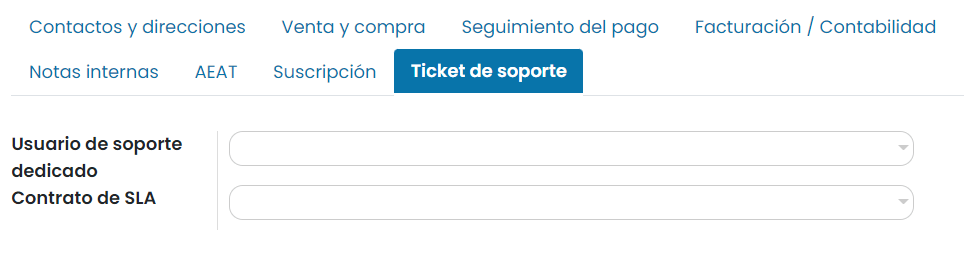 Contactos y direcciones Venta y compra Seguimiento del pago Facturación / Contabilidad
Notas internas AEAT Suscripción Ticket de soporte
Usuario de soporte
dedicado
Contrato de SLA